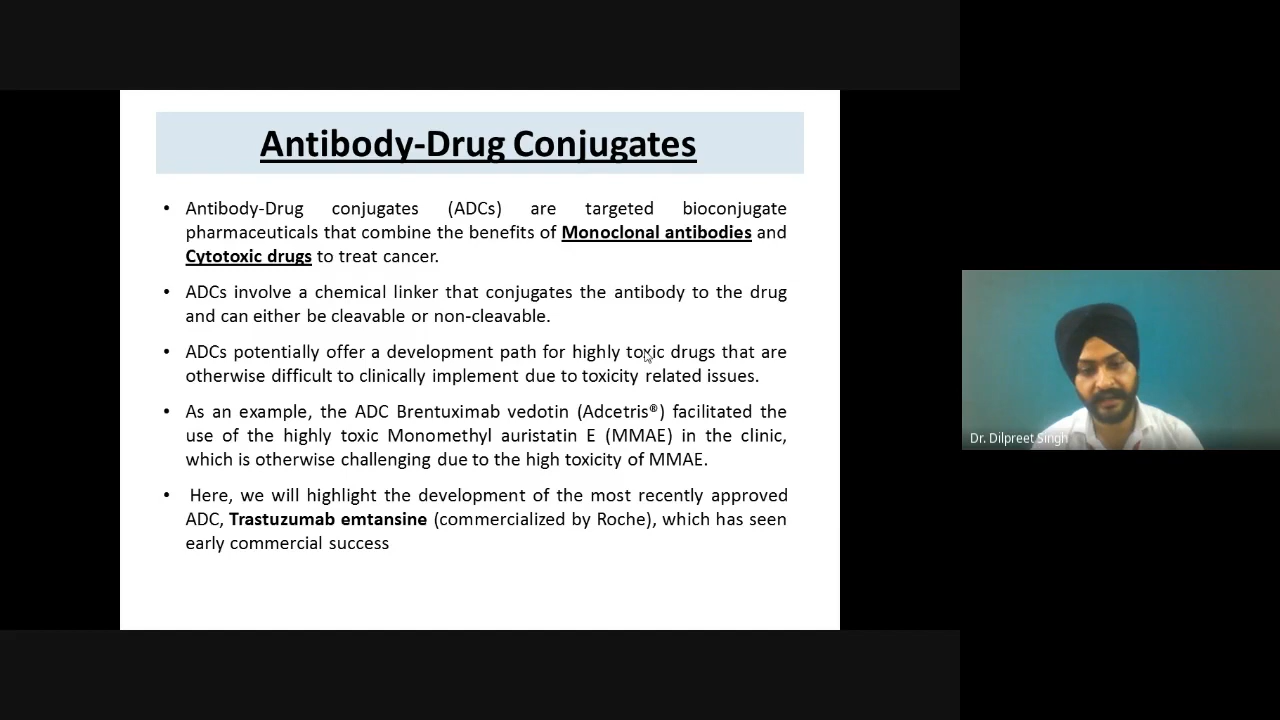 Antibody-Drug Conjugates
• Antibody-Drug conjugates (ADCs) are targeted bioconjugate
pharmaceuticals that combine the benefits of Monoclonal antibodies and
Cytotoxic drugs to treat cancer.
• ADCs involve a chemical linker that conjugates the antibody to the drug
and can either be cleavable or non-cleavable.
• ADCs potentially offer a development path for highly toxic drugs that are
otherwise difficult to clinically implement due to toxicity related issues.
• As an example, the ADC Brentuximab vedotin (Adcetris®) facilitated the
use of the highly toxic Monomethyl auristatin E (MMAE) in the clinic,
which is otherwise challenging due to the high toxicity of MMAE.
• Here, we will highlight the development of the most recently approved
ADC, Trastuzumab emtansine (commercialized by Roche), which has seen
early commercial success
Dr. Dilpreet Singh